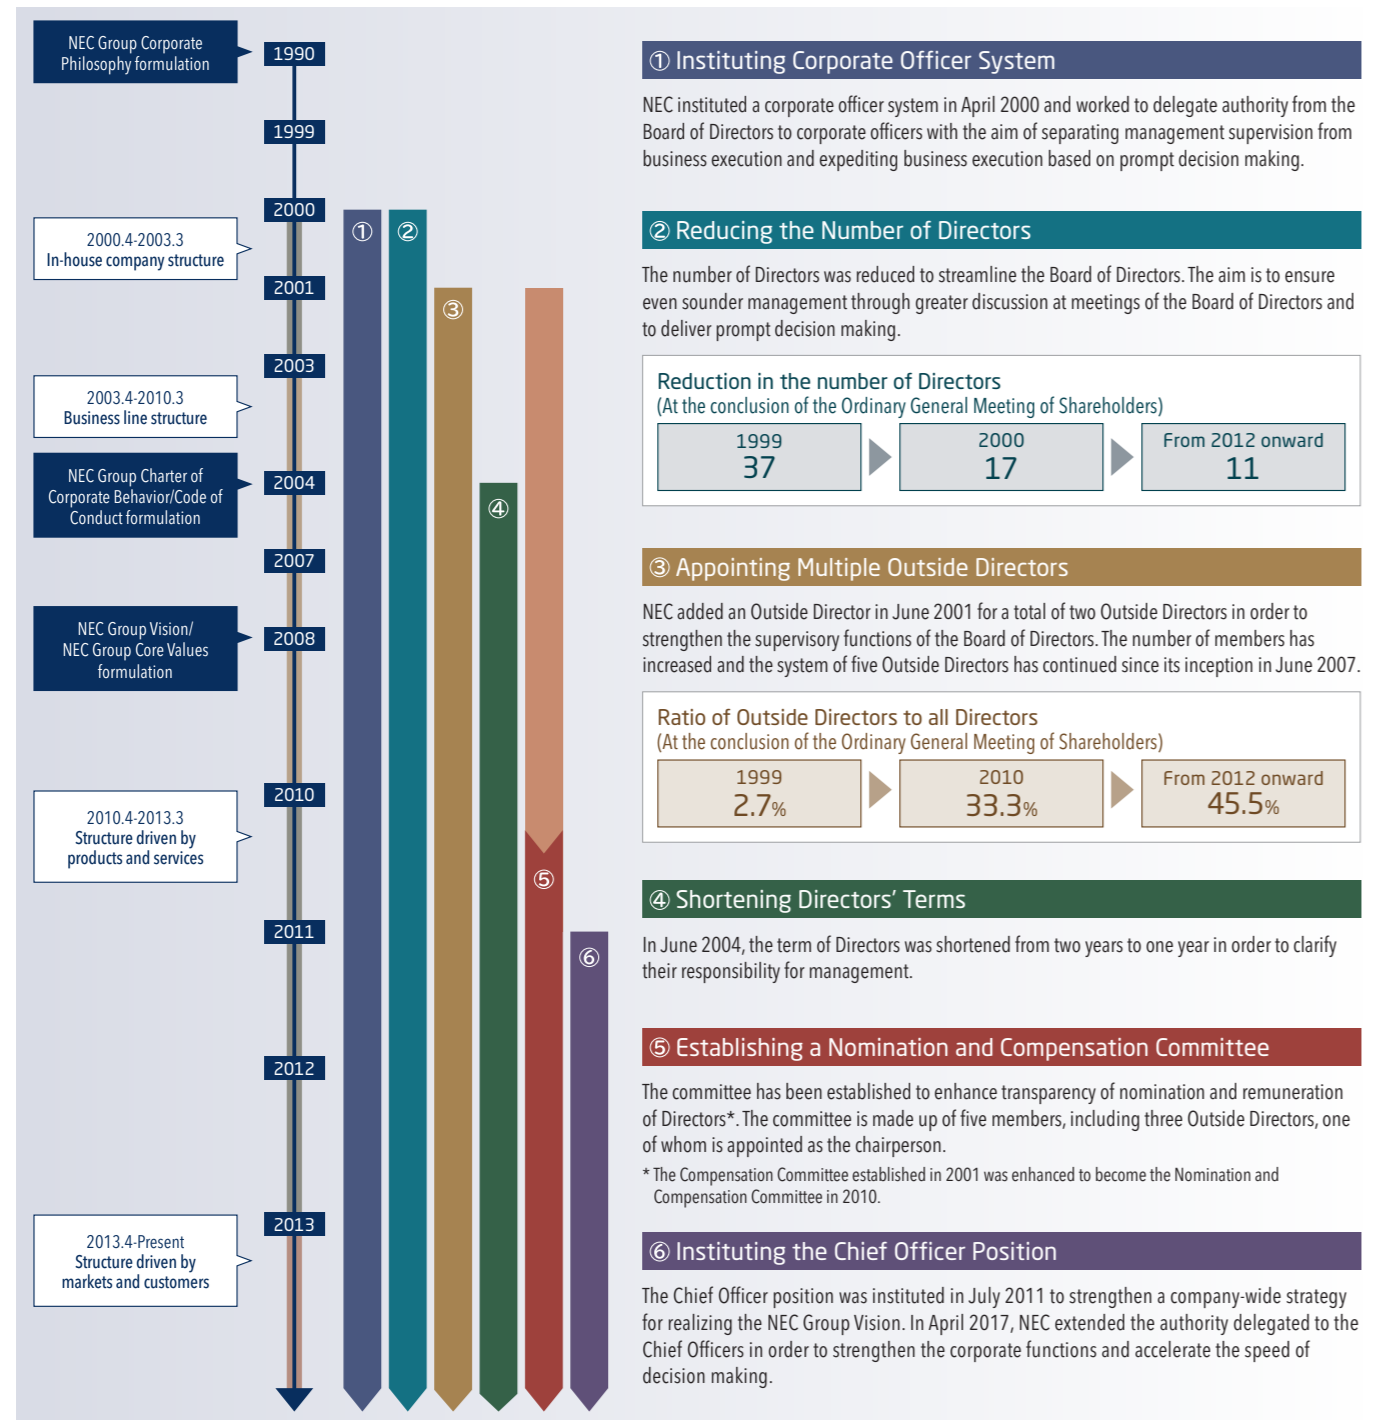 NEC Group Corporate
Philosophy formulation
1990
1999
2000
2000.4-2003.3
In-house company structure
2001
2003
2003.4-2010.3
Business line structure
NEC Group Charter of
Corporate Behavior/Code of
Conduct formulation
2004
2007
NEC Group Vision/
NEC Group Core Values
formulation
2008
2010
2010.4-2013.3
Structure driven by
products and services
2011
2012
2013
2013.4-Present
Structure driven by
markets and customers
①
②
③
④
⑤
⑥
① Instituting Corporate Officer System
NEC instituted a corporate officer system in April 2000 and worked to delegate authority from the
Board of Directors to corporate officers with the aim of separating management supervision from
business execution and expediting business execution based on prompt decision making.
② Reducing the Number of Directors
The number of Directors was reduced to streamline the Board of Directors. The aim is to ensure
even sounder management through greater discussion at meetings of the Board of Directors and
to deliver prompt decision making.
Reduction in the number of Directors
(At the conclusion of the Ordinary General Meeting of Shareholders)
1999
37
2000
17
From 2012 onward
11
③ Appointing Multiple Outside Directors
NEC added an Outside Director in June 2001 for a total of two Outside Directors in order to
strengthen the supervisory functions of the Board of Directors. The number of members has
increased and the system of five Outside Directors has continued since its inception in June 2007.
Ratio of Outside Directors to all Directors
(At the conclusion of the Ordinary General Meeting of Shareholders)
1999
2.7%
2010
33.3%
From 2012 onward
45.5%
④ Shortening Directors' Terms
In June 2004, the term of Directors was shortened from two years to one year in order to clarify
their responsibility for management.
⑤ Establishing a Nomination and Compensation Committee
The committee has been established to enhance transparency of nomination and remuneration
of Directors*. The committee is made up of five members, including three Outside Directors, one
of whom is appointed as the chairperson.
* The Compensation Committee established in 2001 was enhanced to become the Nomination and
Compensation Committee in 2010.
⑥ Instituting the Chief Officer Position
The Chief Officer position was instituted in July 2011 to strengthen a company-wide strategy
for realizing the NEC Group Vision. In April 2017, NEC extended the authority delegated to the
Chief Officers in order to strengthen the corporate functions and accelerate the speed of
decision making.